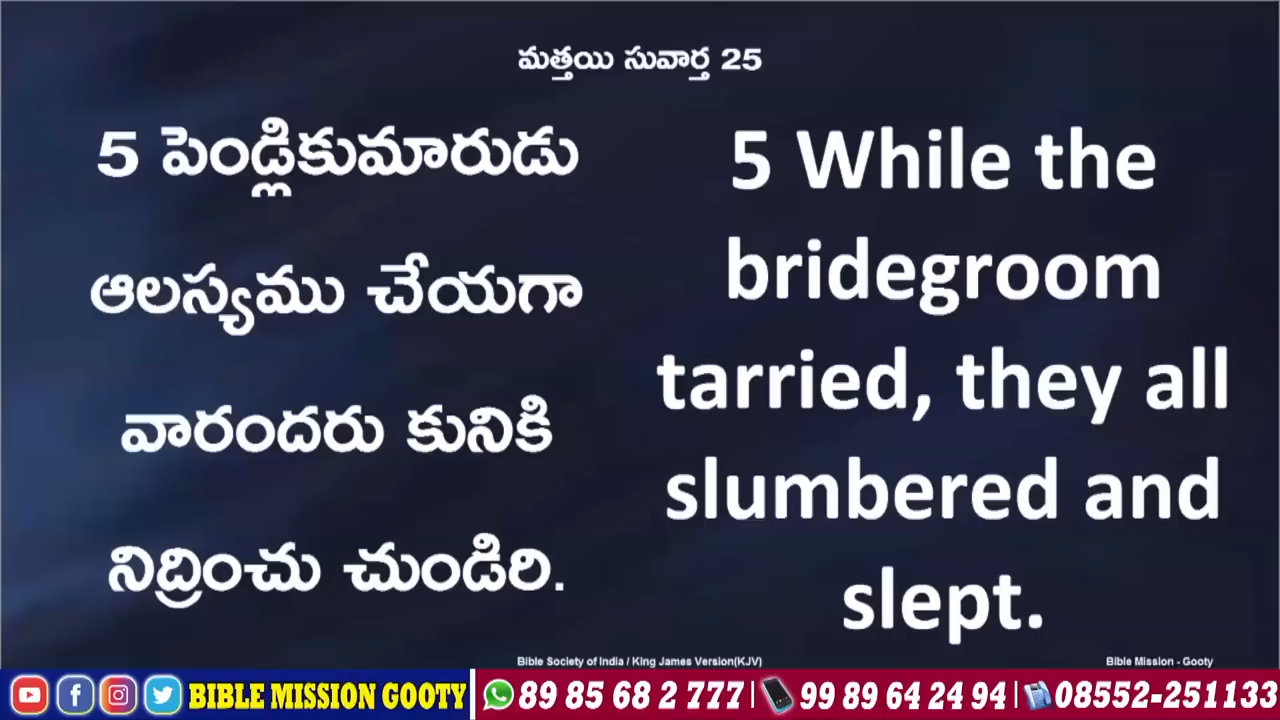 మత్తయి సువార్త 25
5 పెండ్లికుమారుడు
ఆలస్యము చేయగా
వారందరు కునికి
నిద్రించు చుండిరి.
5 While the
bridegroom
tarried, they all
slumbered and
slept.
Bible Society of India / King James Version(KJV)
Bible Mission - Gooty
BIBLE MISSION GOOTY
89 85 68 2 777 | 99 89 64 24 94 | 08552-251133